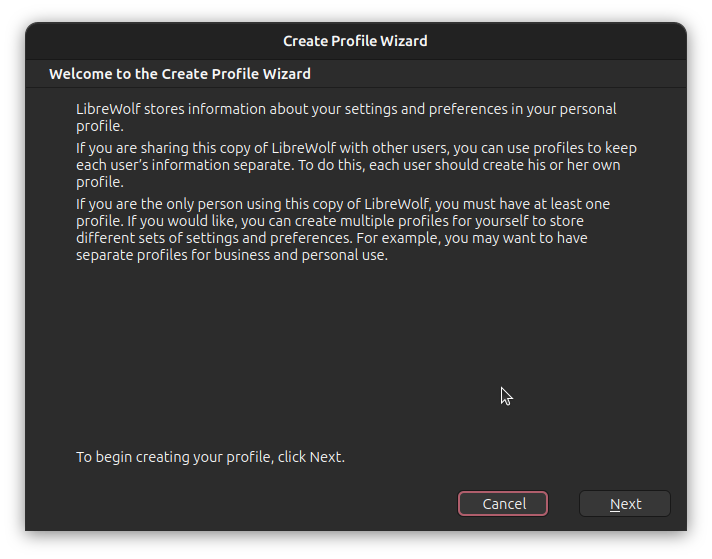 Create Profile Wizard
Welcome to the Create Profile Wizard
LibreWolf stores information about your settings and preferences in your personal
profile.
If you are sharing this copy of LibreWolf with other users, you can use profiles to keep
each user's information separate. To do this, each user should create his or her own
profile.
If you are the only person using this copy of LibreWolf, you must have at least one
profile. If you would like, you can create multiple profiles for yourself to store
different sets of settings and preferences. For example, you may want to have
separate profiles for business and personal use.
To begin creating your profile, click Next.
Cancel Next